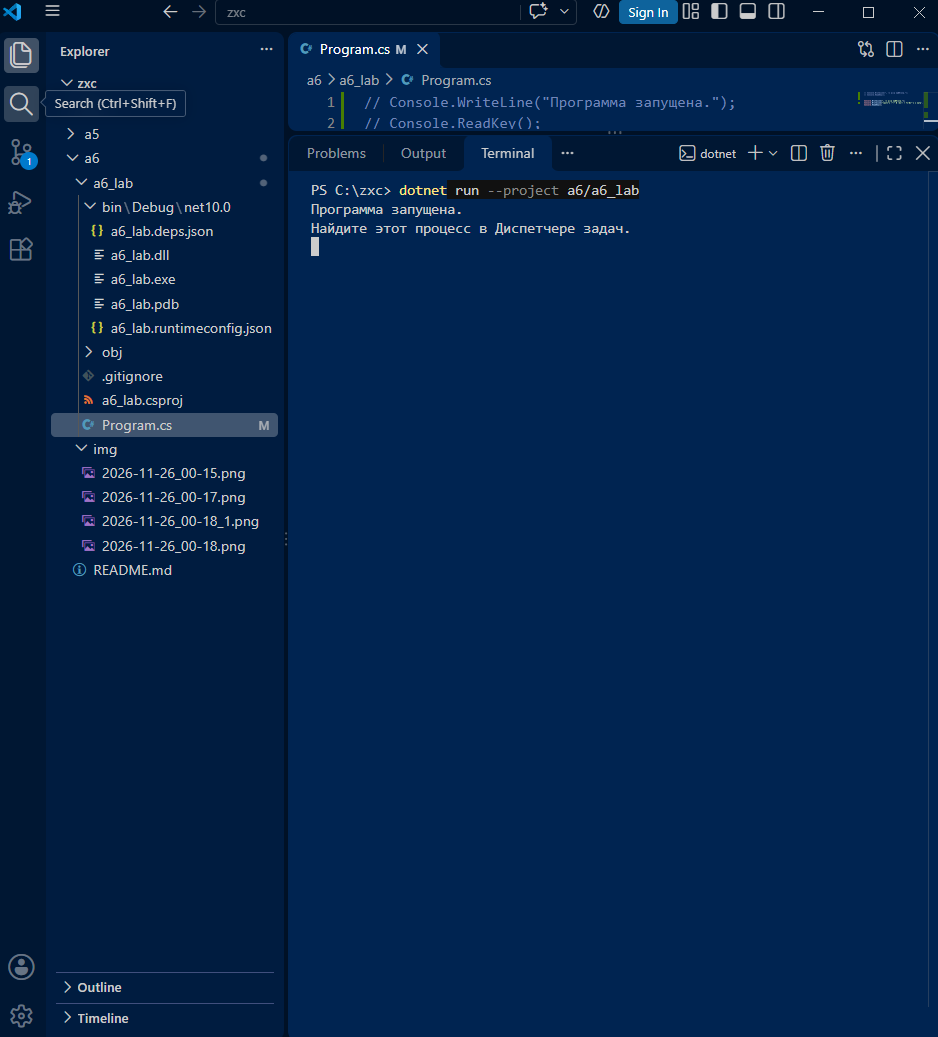 zxc
Sign In
Explorer
zxc
Search (Ctrl+Shift+F)
a5
a6
a6_lab
bin\Debug\net10.0
a6_lab.deps.json
a6_lab.dll
a6_lab.exe
a6_lab.pdb
a6_lab.runtimeconfig.json
obj
.gitignore
a6_lab.csproj
Program.cs M
img
2026-11-26_00-15.png
2026-11-26_00-17.png
2026-11-26_00-18_1.png
2026-11-26_00-18.png
README.md
Outline
Timeline
1
Program.cs M
a6 > a6_lab > Program.cs
1 // Console.WriteLine("Программа запущена.");
2 // Console.ReadKey();
Problems Output Terminal
dotnet
PS C:\zxc> dotnet run --project a6/a6_lab
Программа запущена.
Найдите этот процесс в Диспетчере задач.